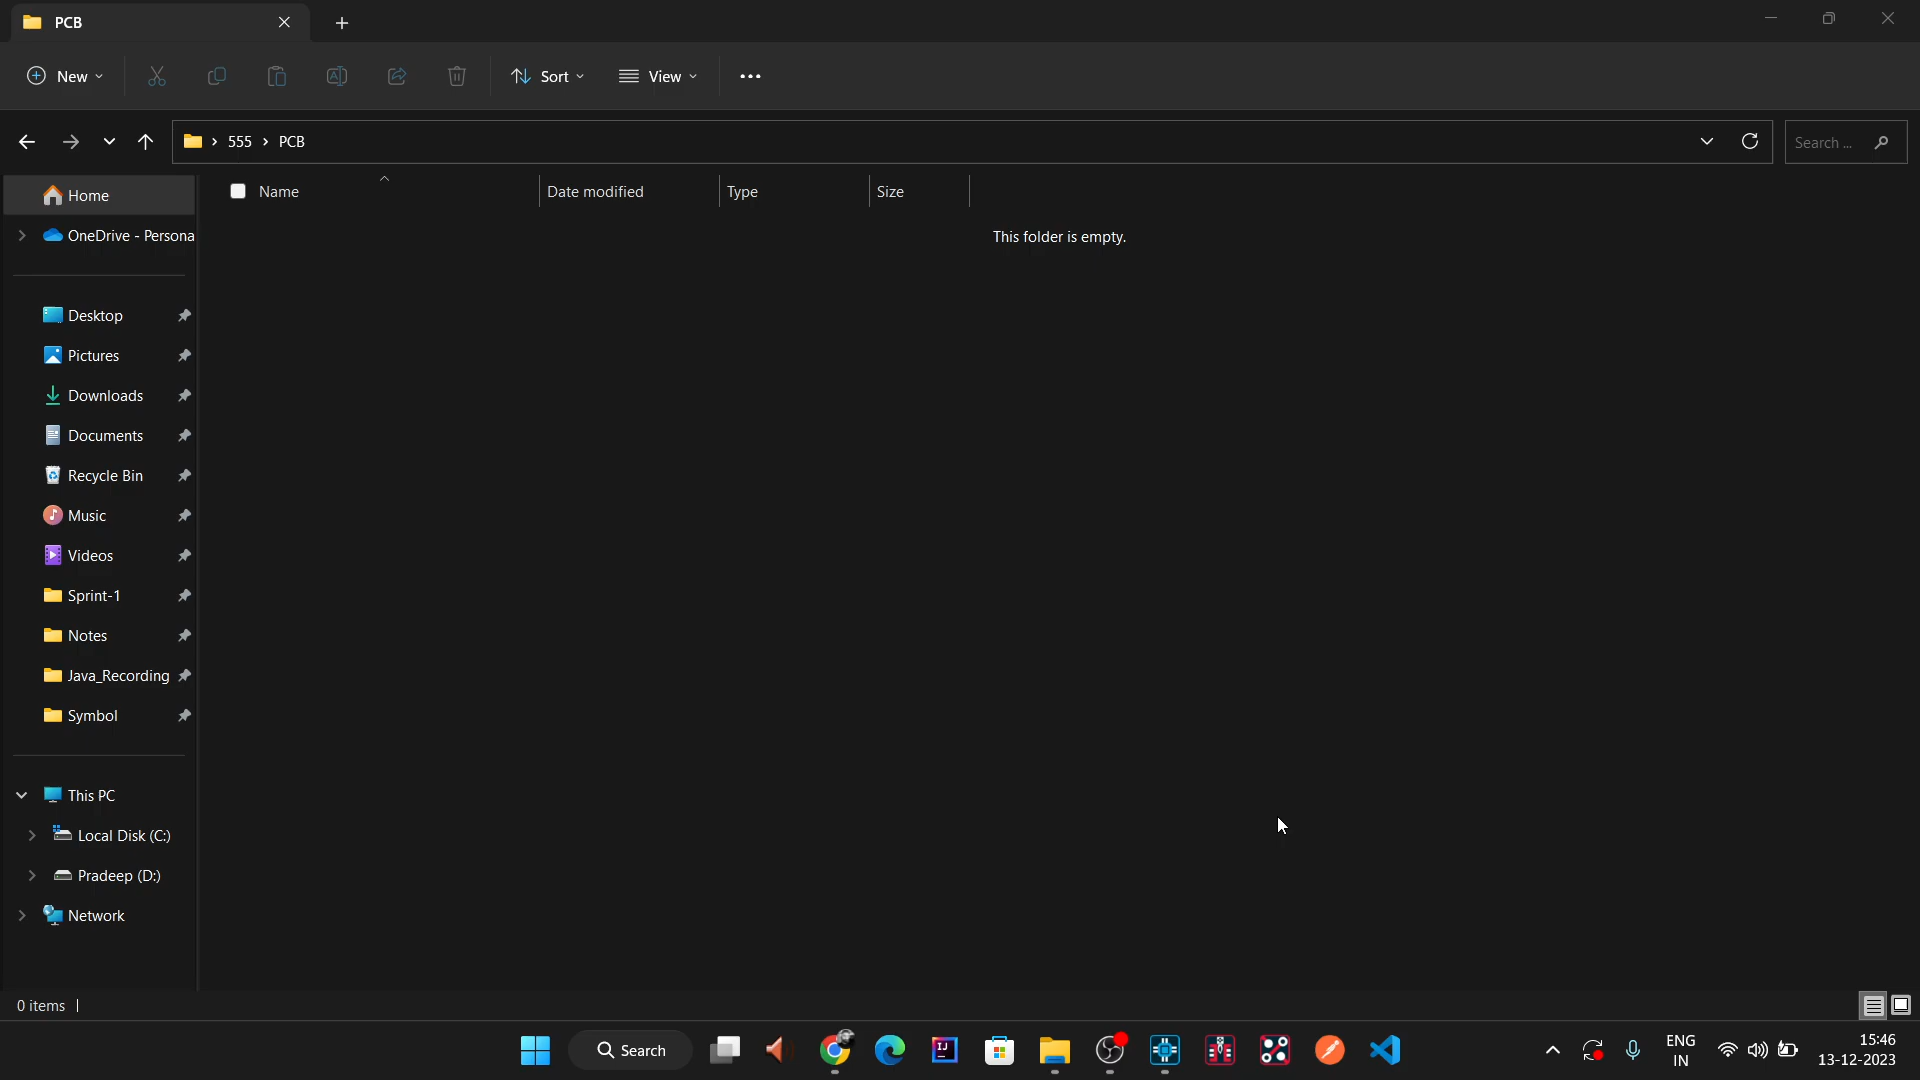 PCB
New
Sort
View
555 > PCB
Search ...
Home
Name
Date modified
Type
Size
OneDrive - Persona
This folder is empty.
Desktop
Pictures
Downloads
Documents
Recycle Bin
Music
Videos
Sprint-1
Notes
Java_Recording
Symbol
This PC
Local Disk (C:)
Pradeep (D:)
Network
0 items
Search
ENG
IN
15:46
13-12-2023